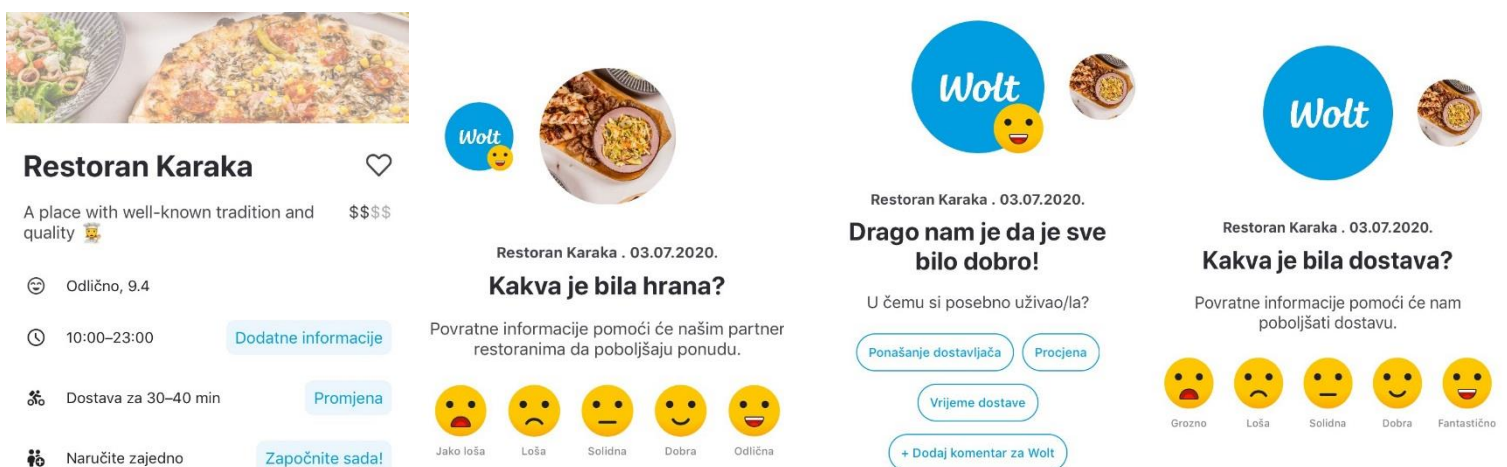 Restoran Karaka
A place with well-known tradition and
quality
$$$$
Odlično, 9.4
10:00–23:00
Dodatne informacije
Dostava za 30–40 min
Promjena
Naručite zajedno
Započnite sada!
Wolt
Restoran Karaka . 03.07.2020.
Kakva je bila hrana?
Povratne informacije pomoći će našim partner
restoranima da poboljšaju ponudu.
Jako loša
Loša
Solidna
Dobra
Odlična
Wolt
Restoran Karaka . 03.07.2020.
Drago nam je da je sve
bilo dobro!
U čemu si posebno uživao/la?
Ponašanje dostavljača
Procjena
Vrijeme dostave
+ Dodaj komentar za Wolt
Wolt
Restoran Karaka . 03.07.2020.
Kakva je bila dostava?
Povratne informacije pomoći će nam
poboljšati dostavu.
Grozno
Loša
Solidna
Dobra
Fantastično